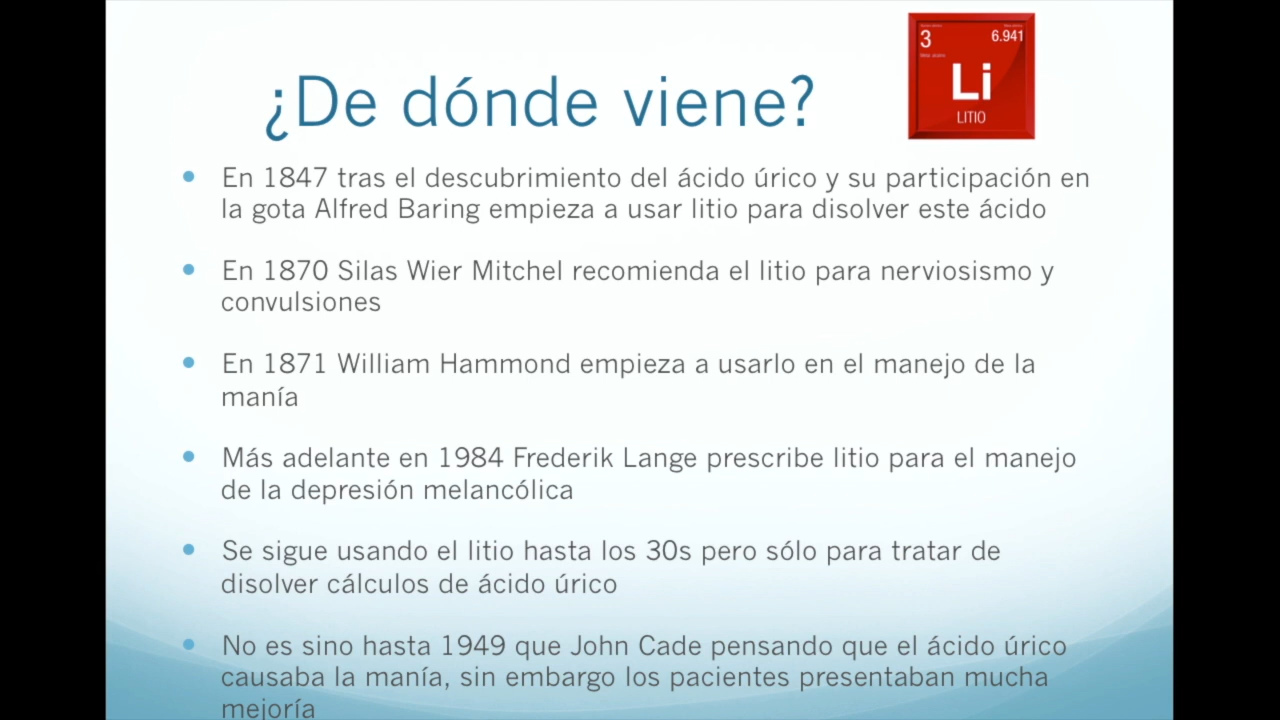 3
6.941
Li
LITIO
¿De dónde viene?
En 1847 tras el descubrimiento del ácido úrico y su participación en
la gota Alfred Baring empieza a usar litio para disolver este ácido
En 1870 Silas Wier Mitchel recomienda el litio para nerviosismo y
convulsiones
En 1871 William Hammond empieza a usarlo en el manejo de la
manía
Más adelante en 1984 Frederik Lange prescribe litio para el manejo
de la depresión melancólica
Se sigue usando el litio hasta los 30s pero sólo para tratar de
disolver cálculos de ácido úrico
No es sino hasta 1949 que John Cade pensando que el ácido úrico
causaba la manía, sin embargo los pacientes presentaban mucha
mejoría